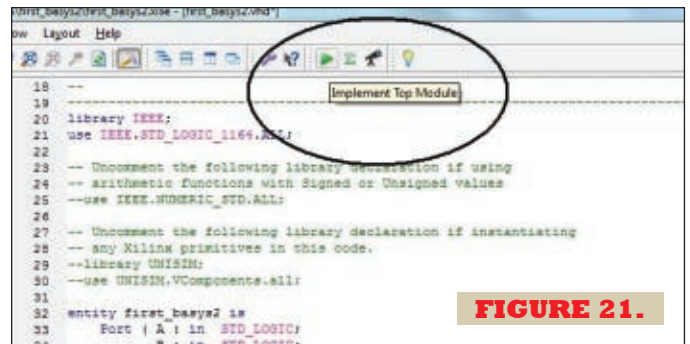 \first_basys2\first_basys2.xise - [first_basys2.vhd*]
ow Layout Help
Implement Top Module
18 --
19 --
20 library IEEE;
21 use IEEE.STD_LOGIC_1164.ALL;
22
23 -- Uncomment the following library declaration if using
24 -- arithmetic functions with Signed or Unsigned values
25 --use IEEE.NUMERIC_STD.ALL;
26
27 -- Uncomment the following library declaration if instantiating
28 -- any Xilinx primitives in this code.
29 --library UNISIM;
30 --use UNISIM.VComponents.all;
31
32 entity first_basys2 is
33 Port ( A : in STD_LOGIC;
FIGURE 21.